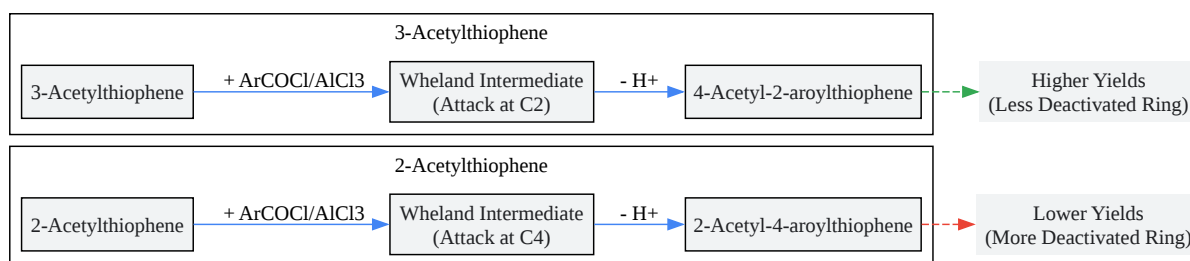 3-Acetylthiophene
3-Acetylthiophene
+ ArCOCl/AlCl3
Wheland Intermediate
(Attack at C2)
- H+
4-Acetyl-2-aroylthiophene
Higher Yields
(Less Deactivated Ring)
2-Acetylthiophene
2-Acetylthiophene
+ ArCOCl/AlCl3
Wheland Intermediate
(Attack at C4)
- H+
2-Acetyl-4-aroylthiophene
Lower Yields
(More Deactivated Ring)